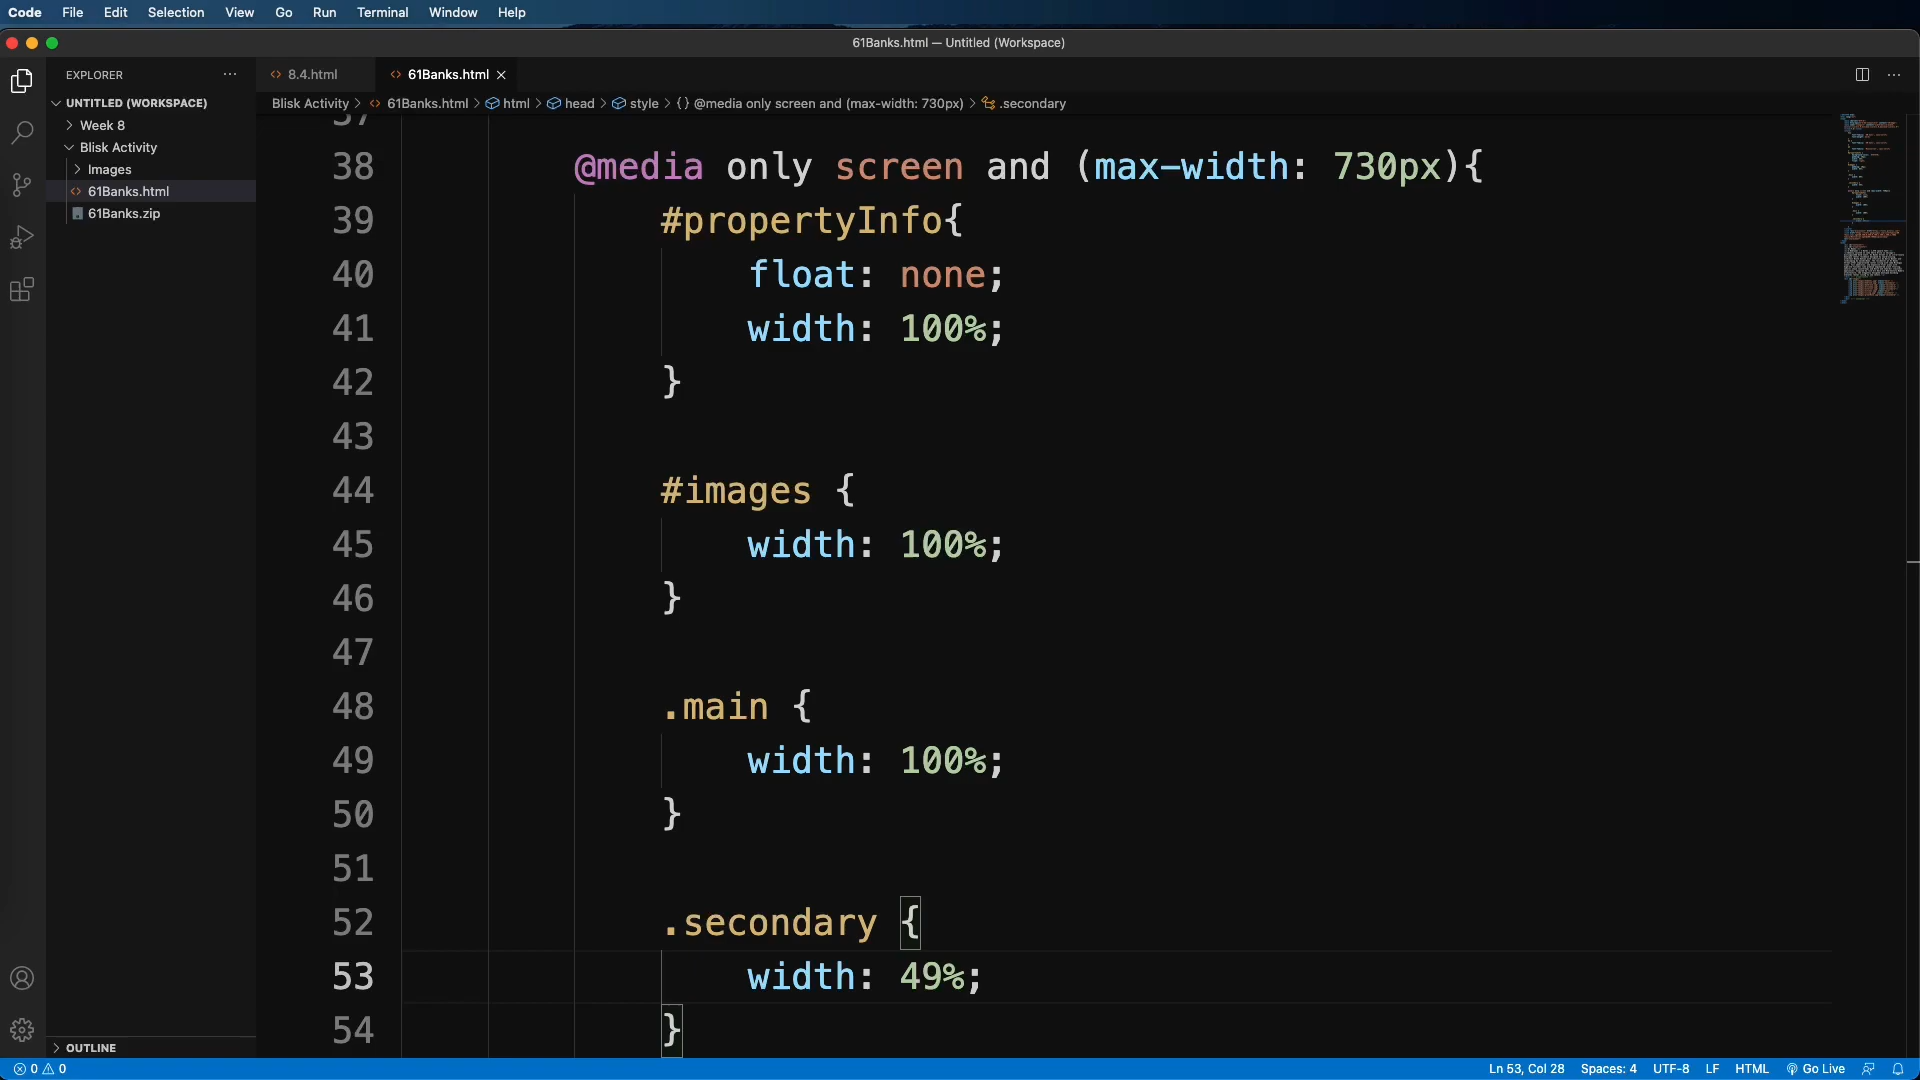 Code File Edit Selection View Go Run Terminal Window Help
61Banks.html — Untitled (Workspace)
EXPLORER
8.4.html
61Banks.html
UNTITLED (WORKSPACE)
Blisk Activity > 61Banks.html > html > head > style > {} @media only screen and (max-width: 730px) > .secondary
Week 8
Blisk Activity
Images
61Banks.html
61Banks.zip
37
38 @media only screen and (max-width: 730px){
39 #propertyInfo{
40 float: none;
41 width: 100%;
42 }
43
44 #images {
45 width: 100%;
46 }
47
48 .main {
49 width: 100%;
50 }
51
52 .secondary {
53 width: 49%;
54 }
OUTLINE
0 0
Ln 53, Col 28 Spaces: 4 UTF-8 LF HTML Go Live